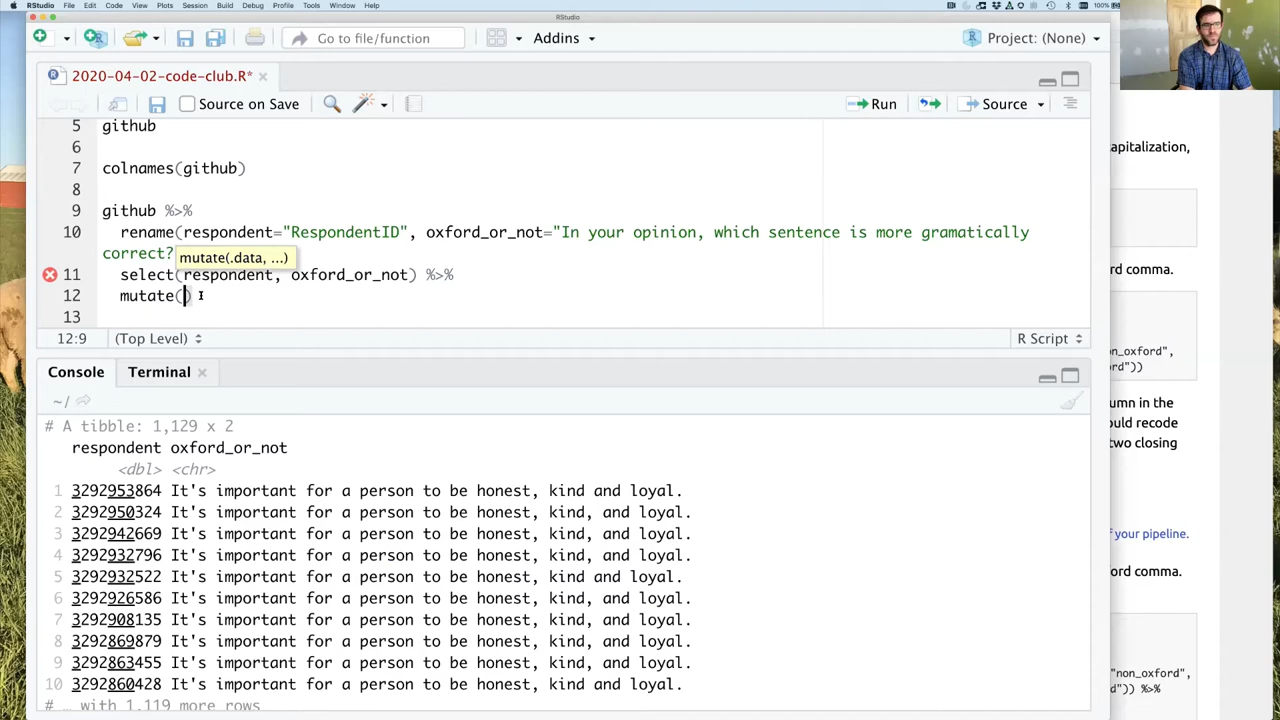 RStudio File Edit Code View Plots Session Build Debug Profile Tools Window Help 100%
RStudio
Go to file/function Addins Project: (None)
2020-04-02-code-club.R*
Source on Save Run Source
5 github
6
7 colnames(github)
8
9 github %>%
10 rename(respondent="RespondentID", oxford_or_not="In your opinion, which sentence is more gramatically
correct?
mutate(.data, ...)
11 select(respondent, oxford_or_not) %>%
12 mutate()
13
12:9 (Top Level) R Script
Console Terminal
~/
# A tibble: 1,129 x 2
respondent oxford_or_not
<dbl> <chr>
1 3292953864 It's important for a person to be honest, kind and loyal.
2 3292950324 It's important for a person to be honest, kind, and loyal.
3 3292942669 It's important for a person to be honest, kind, and loyal.
4 3292932796 It's important for a person to be honest, kind, and loyal.
5 3292932522 It's important for a person to be honest, kind and loyal.
6 3292926586 It's important for a person to be honest, kind, and loyal.
7 3292908135 It's important for a person to be honest, kind, and loyal.
8 3292869879 It's important for a person to be honest, kind, and loyal.
9 3292863455 It's important for a person to be honest, kind and loyal.
10 3292860428 It's important for a person to be honest, kind, and loyal.
# … with 1,119 more rows
apitalization,
ord comma.
on_oxford",
rd"))
umn in the
ould recode
two closing
f your pipeline.
ord comma.
"non_oxford",
d")) %>%